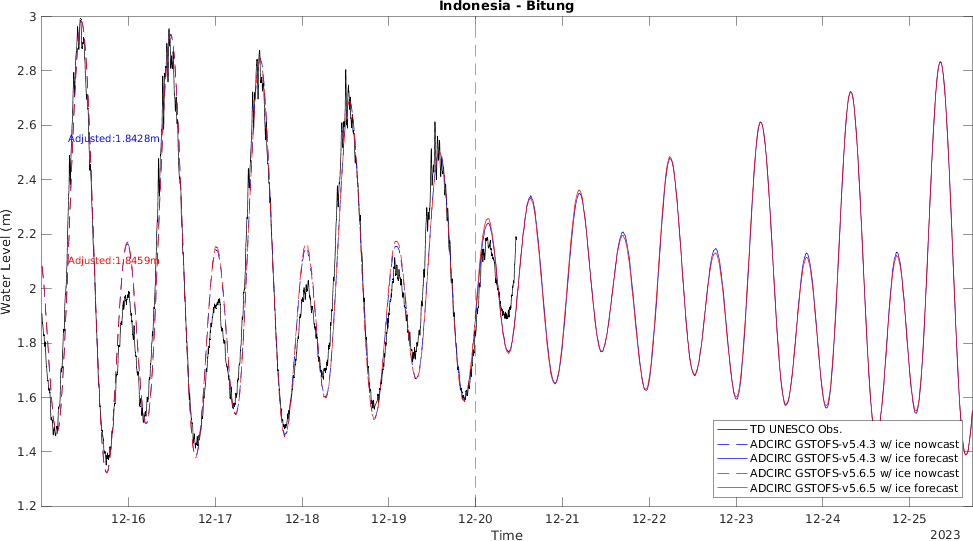 Indonesia - Bitung
Water Level (m)
3
2.8
2.6
2.4
2.2
2
1.8
1.6
1.4
1.2
Adjusted:1.8428m
Adjusted:1.8459m
TD UNESCO Obs.
ADCIRC GSTOFS-v5.4.3 w/ ice nowcast
ADCIRC GSTOFS-v5.4.3 w/ ice forecast
ADCIRC GSTOFS-v5.6.5 w/ ice nowcast
ADCIRC GSTOFS-v5.6.5 w/ ice forecast
12-16 12-17 12-18 12-19 12-20 12-21 12-22 12-23 12-24 12-25
Time
2023